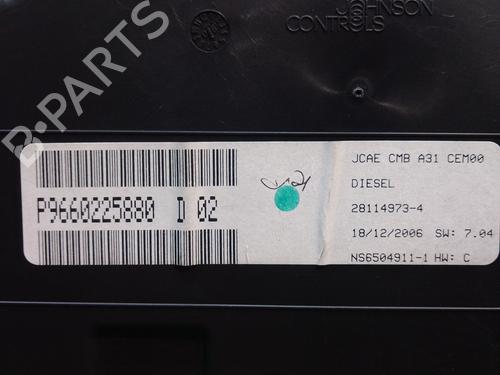 JOHNSON
CONTROLS
P9660225880 D 02
JCAE CMB A31 CEM00
DIESEL
28114973-4
18/12/2006 SW: 7.04
NS6504911-1 HW: C
B-PARTS